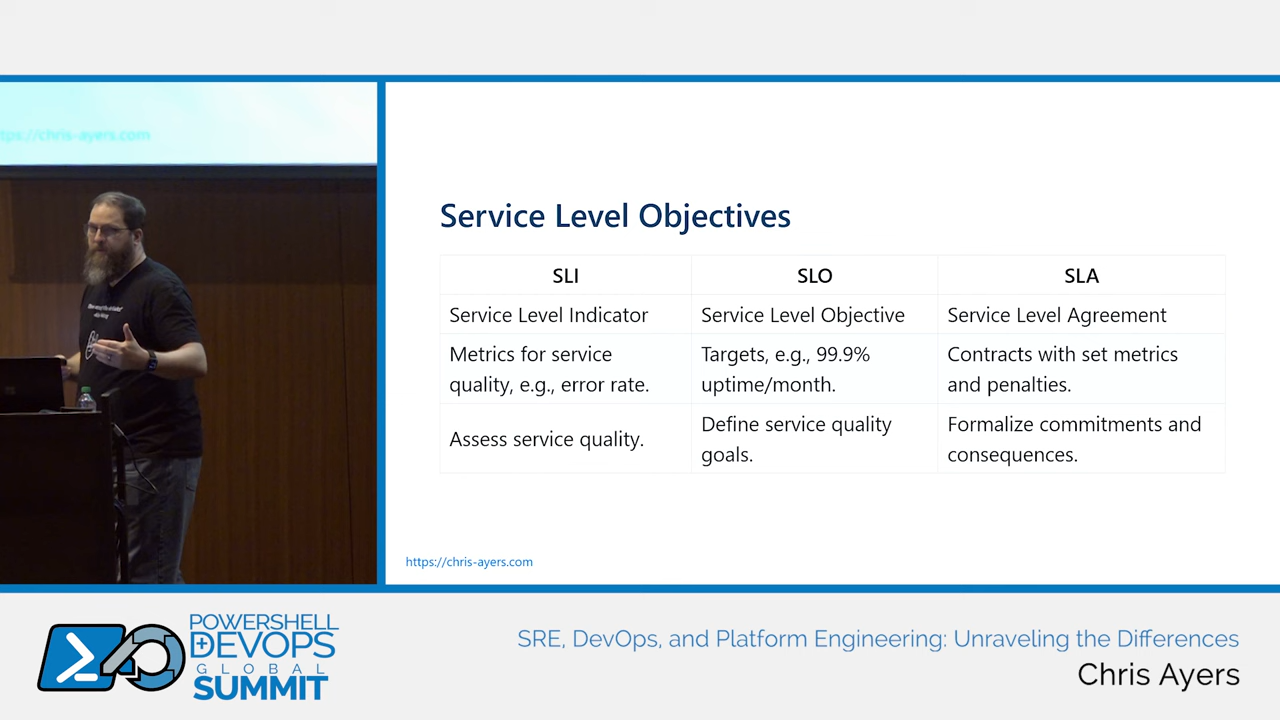 tps://chris-ayers.com
Service Level Objectives
SLI
SLO
SLA
Service Level Indicator
Service Level Objective
Service Level Agreement
Metrics for service
quality, e.g., error rate.
Targets, e.g., 99.9%
uptime/month.
Contracts with set metrics
and penalties.
Assess service quality.
Define service quality
goals.
Formalize commitments and
consequences.
https://chris-ayers.com
POWERSHELL
DEVOPS
GLOBAL
SUMMIT
SRE, DevOps, and Platform Engineering: Unraveling the Differences
Chris Ayers